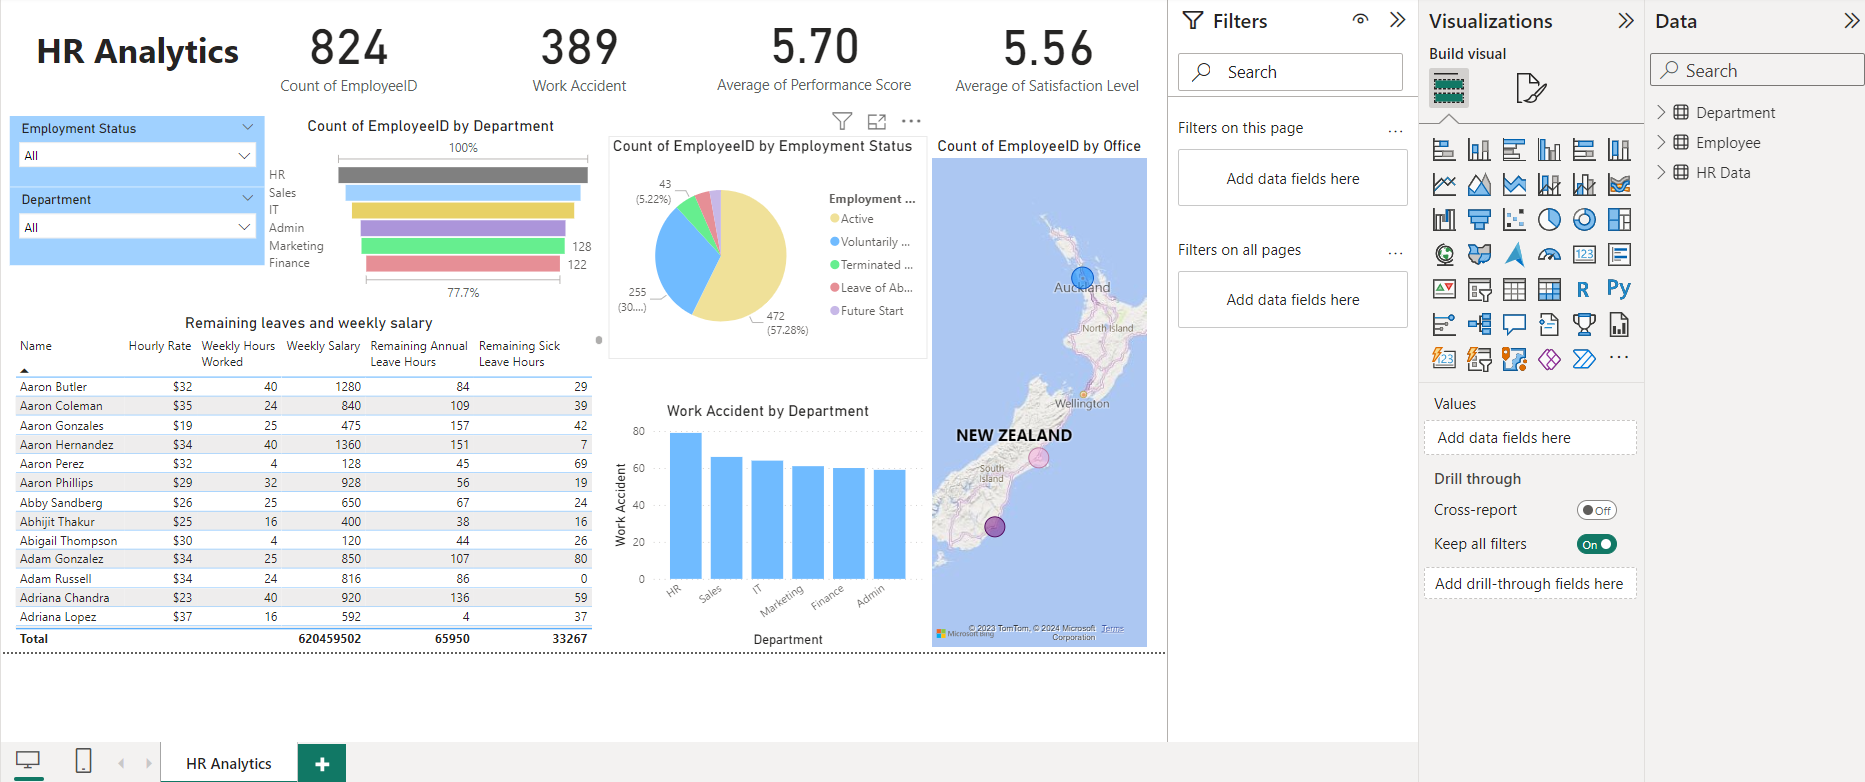 HR Analytics
824
Count of EmployeeID
389
Work Accident
5.70
Average of Performance Score
5.56
Average of Satisfaction Level
Employment Status
All
Department
All
Count of EmployeeID by Department
100%
HR
Sales
IT
Admin
Marketing 128
Finance 122
77.7%
Count of EmployeeID by Employment Status
43
(5.22%)
255
(30....)
472
(57.28%)
Employment ...
Active
Voluntarily ...
Terminated ...
Leave of Ab...
Future Start
Count of EmployeeID by Office
Auckland
North Island
Wellington
NEW ZEALAND
South
Island
Microsoft Bing
© 2023 TomTom, © 2024 Microsoft
Corporation
Terms
Remaining leaves and weekly salary
Name Hourly Rate Weekly Hours Worked Weekly Salary Remaining Annual Leave Hours Remaining Sick Leave Hours
Aaron Butler $32 40 1280 84 29
Aaron Coleman $35 24 840 109 39
Aaron Gonzales $19 25 475 157 42
Aaron Hernandez $34 40 1360 151 7
Aaron Perez $32 4 128 45 69
Aaron Phillips $29 32 928 56 19
Abby Sandberg $26 25 650 67 24
Abhijit Thakur $25 16 400 38 16
Abigail Thompson $30 4 120 44 26
Adam Gonzalez $34 25 850 107 80
Adam Russell $34 24 816 86 0
Adriana Chandra $23 40 920 136 59
Adriana Lopez $37 16 592 4 37
Total 620459502 65950 33267
Work Accident by Department
Work Accident
80
60
40
20
0
HR
Sales
IT
Marketing
Finance
Admin
Department
HR Analytics
Filters
Search
Filters on this page
...
Add data fields here
Filters on all pages
...
Add data fields here
Visualizations
Build visual
123
R
Py
123
Values
Add data fields here
Drill through
Cross-report
Off
Keep all filters
On
Add drill-through fields here
Data
Search
Department
Employee
HR Data